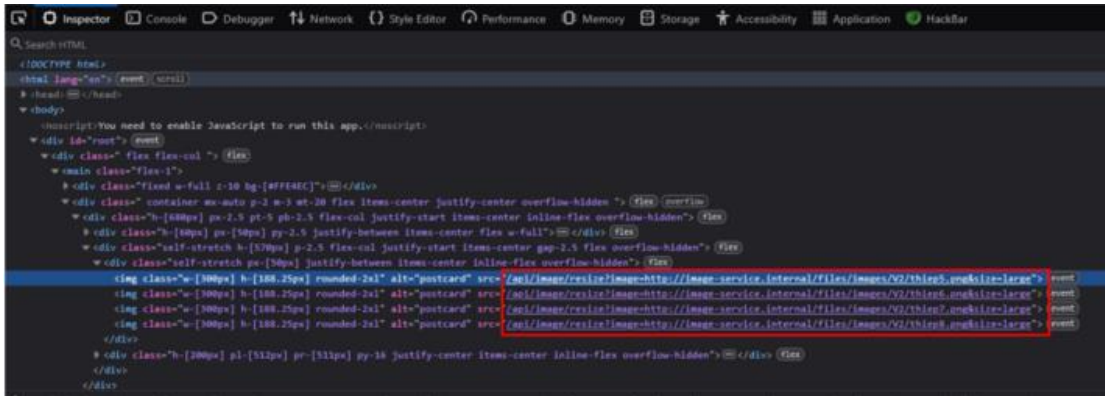 Inspector Console Debugger Network Style Editor Performance Memory Storage Accessibility Application HackBar
Search HTML
<!DOCTYPE html>
<html lang="en"> event scroll
<head> </head>
<body>
<noscript>You need to enable JavaScript to run this app.</noscript>
<div id="root"> event
<div class=" flex flex-col "> flex
<main class="flex-1">
<div class="fixed w-full z-10 bg-[#FFE4EC]"> </div>
<div class=" container mx-auto p-2 m-3 mt-20 flex items-center justify-center overflow-hidden "> flex overflow
<div class="h-[680px] px-2.5 pt-5 pb-2.5 flex-col justify-start items-center inline-flex overflow-hidden"> flex
<div class="h-[60px] px-[50px] py-2.5 justify-between items-center flex w-full"> </div> flex
<div class="self-stretch h-[570px] p-2.5 flex-col justify-start items-center gap-2.5 flex overflow-hidden"> flex
<div class="self-stretch px-[50px] justify-between items-center inline-flex overflow-hidden"> flex
<img class="w-[300px] h-[188.25px] rounded-2xl" alt="postcard" src="/api/image/resize?image=http://image-service.internal/files/images/V2/thiep5.png&size=large"> event
<img class="w-[300px] h-[188.25px] rounded-2xl" alt="postcard" src="/api/image/resize?image=http://image-service.internal/files/images/V2/thiep6.png&size=large"> event
<img class="w-[300px] h-[188.25px] rounded-2xl" alt="postcard" src="/api/image/resize?image=http://image-service.internal/files/images/V2/thiep7.png&size=large"> event
<img class="w-[300px] h-[188.25px] rounded-2xl" alt="postcard" src="/api/image/resize?image=http://image-service.internal/files/images/V2/thiep8.png&size=large"> event
</div>
<div class="h-[200px] pl-[512px] pr-[511px] py-16 justify-center items-center inline-flex overflow-hidden"> </div> flex
</div>
</div>